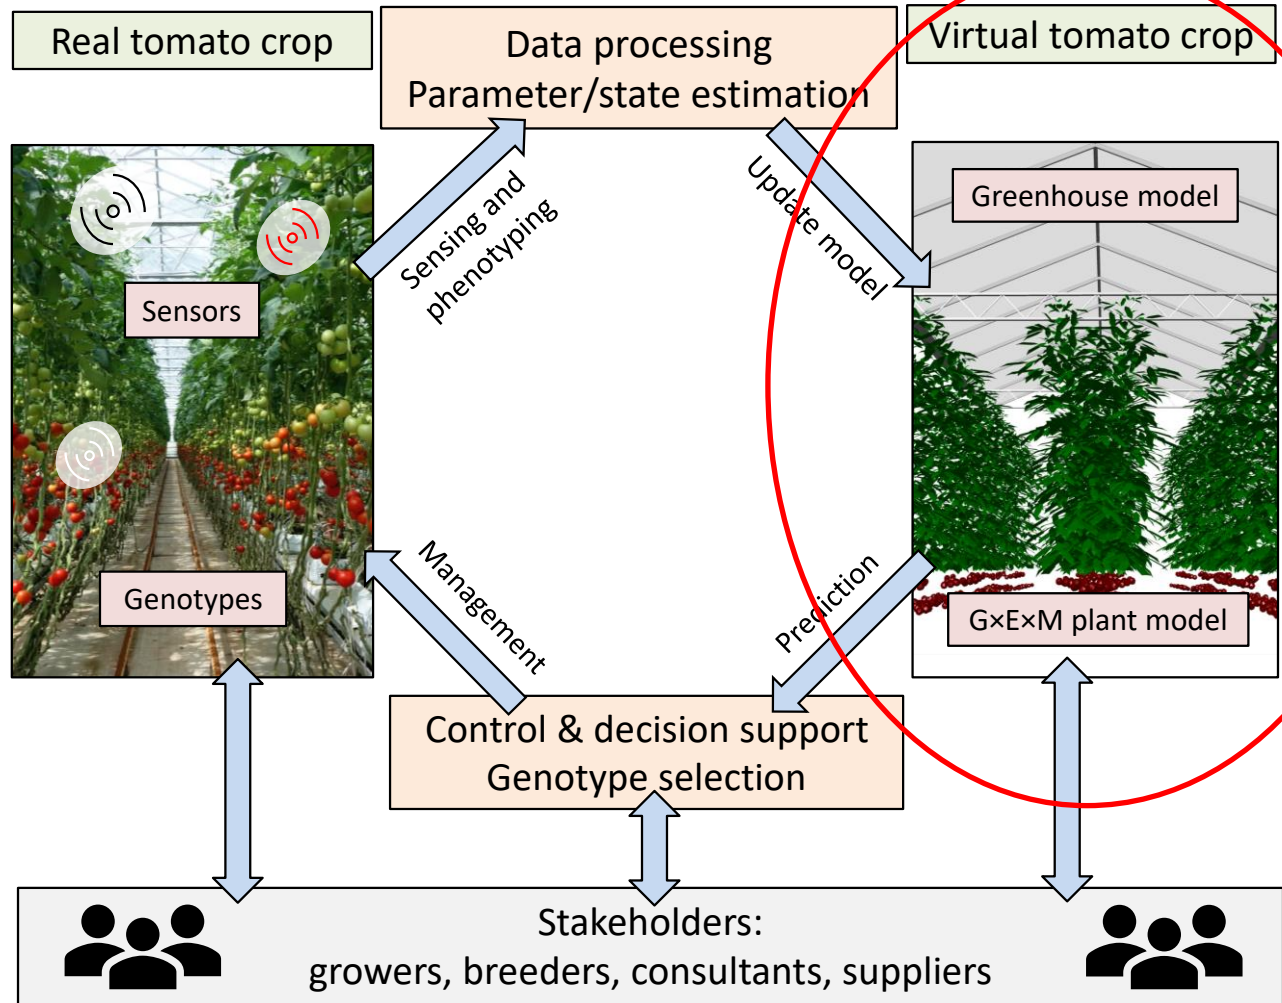 Real tomato crop
Data processing
Parameter/state estimation
Virtual tomato crop
Sensing and
phenotyping
Update model
Greenhouse model
Sensors
Genotypes
Management
Prediction
G×E×M plant model
Control & decision support
Genotype selection
Stakeholders:
growers, breeders, consultants, suppliers